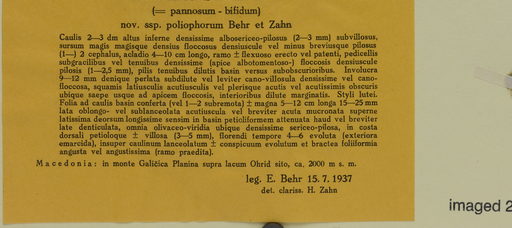 (= pannosum - bifidum)
nov. ssp. poliophorum Behr et Zahn
Caulis 2—3 dm altus inferne densissime albosericeo-pilosus (2—3 mm) subvillosus,
sursum magis magisque densius floccosus densiuscule vel minus breviusque pilosus
(1—) 2 cephalus, acladio 4—10 cm longo, ramo ± flexuoso erecto vel patenti, pedicellis
subgracilibus vel tenuibus densissime (apice albotomentoso-) floccosis densiuscule
pilosis (1—2,5 mm), pilis tenuibus dilutis basin versus subobscurioribus. Involucra
9—12 mm denique perlata subdilute vel leviter cano-villosula densissime vel cano-
floccosa, squamis latiusculis acutiusculis vel plerisque acutis vel acutissimis obscuris
ubique saepe usque ad apicem floccosis, interioribus dilute marginatis. Styli lutei.
Folia ad caulis basin conferta (vel 1—2 subremota) ± magna 5—12 cm longa 15—25 mm
lata oblongo- vel sublanceolata acutiuscula vel breviter acuta mucronata superne
latissima deorsum longissime sensim in basin petioliformem attenuata haud vel breviter
late denticulata, omnia olivaceo-viridia ubique densissime sericeo-pilosa, in costa
dorsali petioloque ± villosa (3—5 mm), florendi tempore 4—6 evoluta (exteriora
emarcida), insuper caulinum lanceolatum ± conspicuum evolutum et bractea foliiformia
angusta vel angustissima (ramo praedita).
Macedonia: in monte Galičica Planina supra lacum Ohrid sito, ca. 2000 m s. m.
leg. E. Behr 15. 7. 1937
det. clariss. H. Zahn
imaged 2